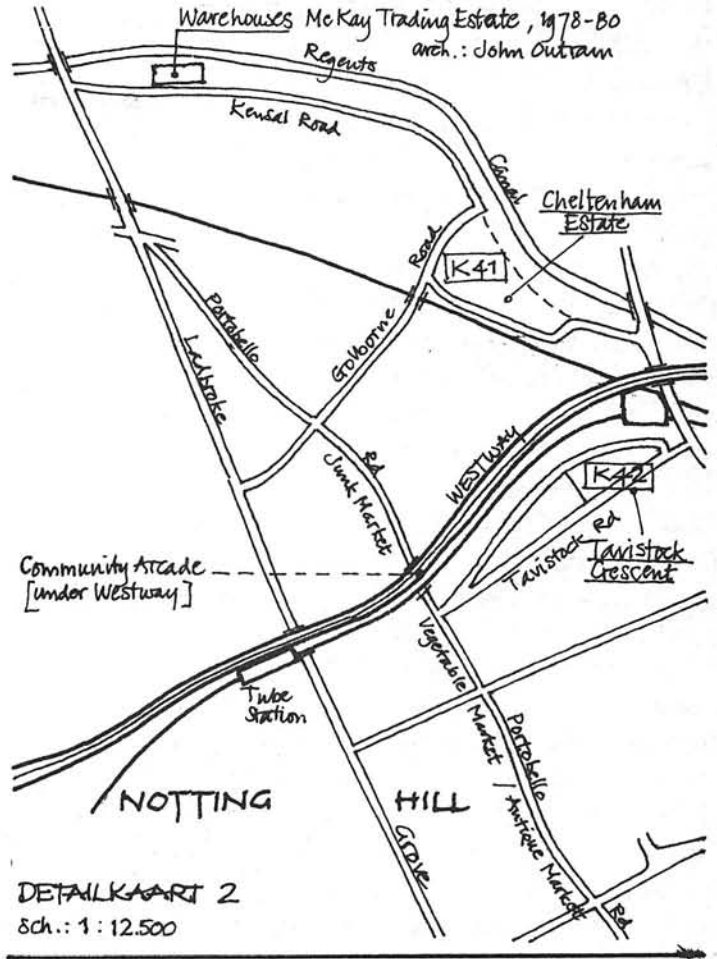 Warehouses McKay Trading Estate, 1978-80
arch.: John Outram
Regents
Kensal Road
Canal
Cheltenham
Estate
Road
K41
Portobello
Golborne
Ladbroke
WESTWAY
Rd
Junk Market
K42
Tavistock Rd
Tavistock
Crescent
Community Arcade
[under Westway]
Vegetable
Market / Antique Market
Tube
Station
Portobello
NOTTING HILL
Grove
Rd
DETAILKAART 2
sch.: 1:12.500